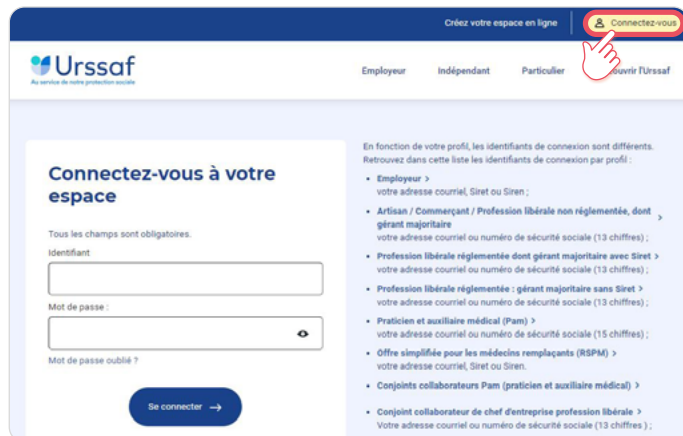 Créez votre espace en ligne
Connectez-vous
Urssaf
Au service de notre protection sociale
Employeur
Indépendant
Particulier
ouvrir l'Urssaf
Connectez-vous à votre
espace
Tous les champs sont obligatoires.
Identifiant
Mot de passe :
Mot de passe oublié ?
Se connecter →
En fonction de votre profil, les identifiants de connexion sont différents.
Retrouvez dans cette liste les identifiants de connexion par profil :
• Employeur >
votre adresse courriel, Siret ou Siren ;
• Artisan / Commerçant / Profession libérale non réglementée, dont
gérant majoritaire >
votre adresse courriel ou numéro de sécurité sociale (13 chiffres) ;
• Profession libérale réglementée dont gérant majoritaire avec Siret >
votre adresse courriel ou numéro de sécurité sociale (13 chiffres) ;
• Profession libérale réglementée : gérant majoritaire sans Siret >
votre adresse courriel ou numéro de sécurité sociale (13 chiffres) ;
• Praticien et auxiliaire médical (Pam) >
votre adresse courriel ou numéro de sécurité sociale (15 chiffres) ;
• Offre simplifiée pour les médecins remplaçants (RSPM) >
votre adresse courriel, Siret ou Siren.
• Conjoints collaborateurs Pam (praticien et auxiliaire médical) >
• Conjoint collaborateur de chef d'entreprise profession libérale >
Votre adresse courriel ou numéro de sécurité sociale (13 chiffres ) ;